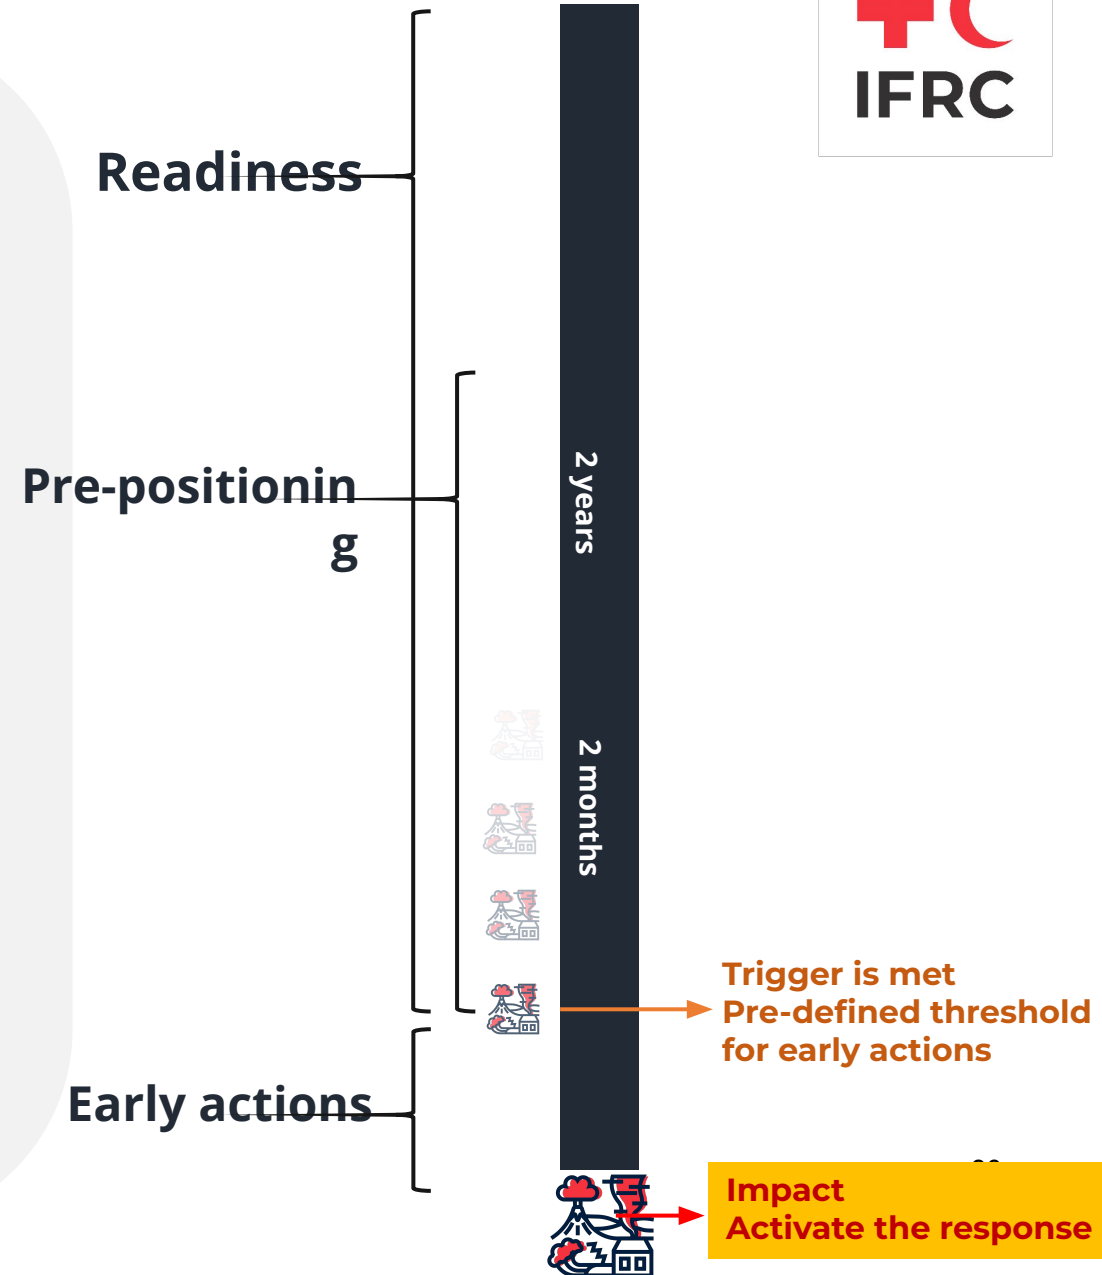 IFRC
Readiness
Pre-positionin
g
2 years
2 months
Trigger is met
Pre-defined threshold
for early actions
Early actions
Impact
Activate the response